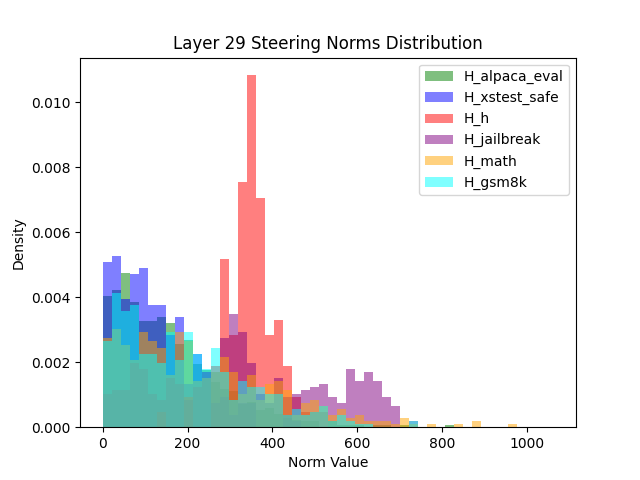 Layer 29 Steering Norms Distribution
H_alpaca_eval
H_xstest_safe
H_h
H_jailbreak
H_math
H_gsm8k
Density
0.010
0.008
0.006
0.004
0.002
0.000
0 200 400 600 800 1000
Norm Value